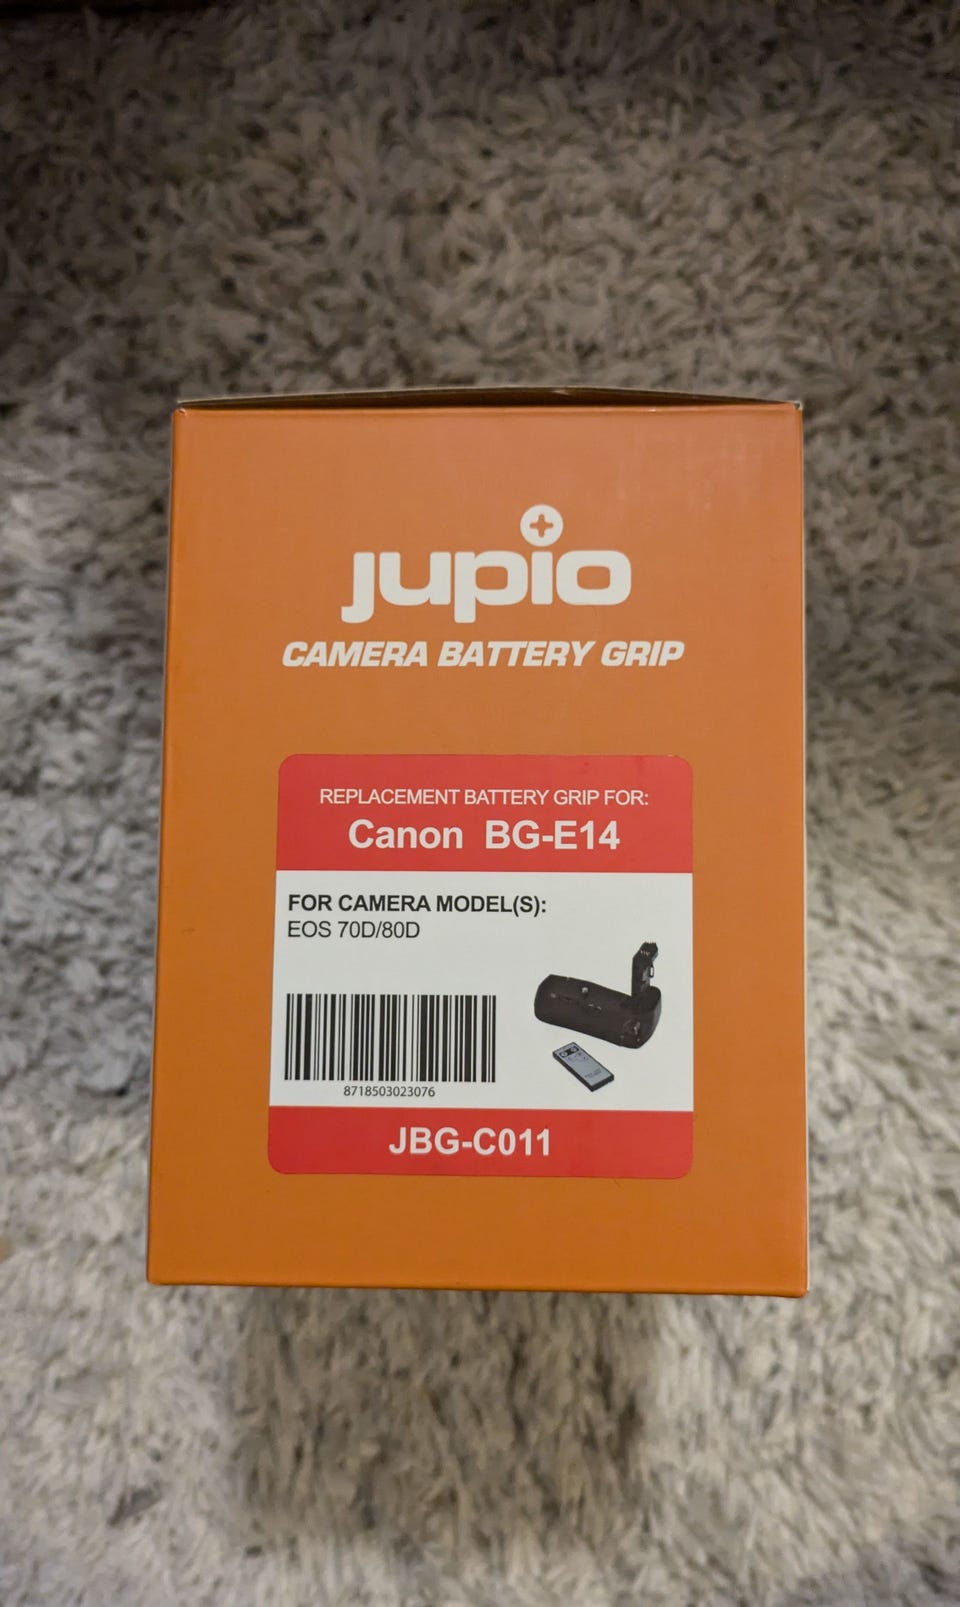 jupio
CAMERA BATTERY GRIP
REPLACEMENT BATTERY GRIP FOR:
Canon BG-E14
FOR CAMERA MODEL(S):
EOS 70D/80D
8718503023076
JBG-C011